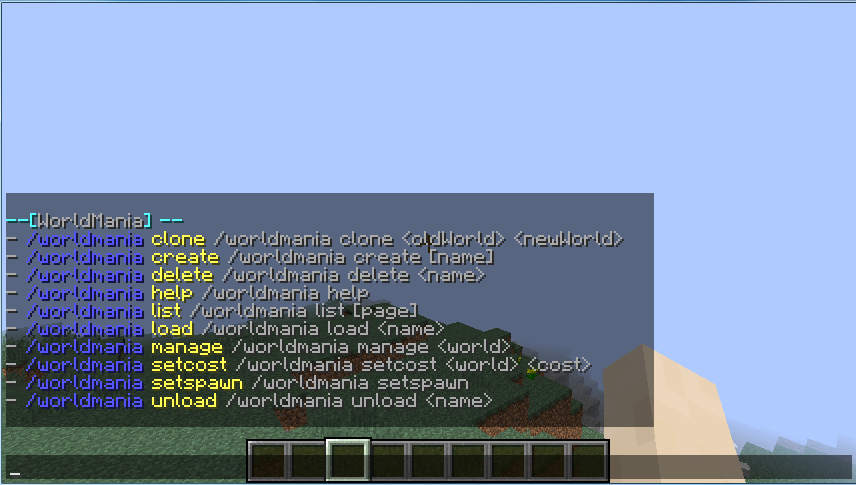 --[WorldMania] --
- /worldmania clone /worldmania clone <oldWorld> <newWorld>
- /worldmania create /worldmania create [name]
- /worldmania delete /worldmania delete <name>
- /worldmania help /worldmania help
- /worldmania list /worldmania list [page]
- /worldmania load /worldmania load <name>
- /worldmania manage /worldmania manage <world>
- /worldmania setcost /worldmania setcost <world> <cost>
- /worldmania setspawn /worldmania setspawn
- /worldmania unload /worldmania unload <name>
_